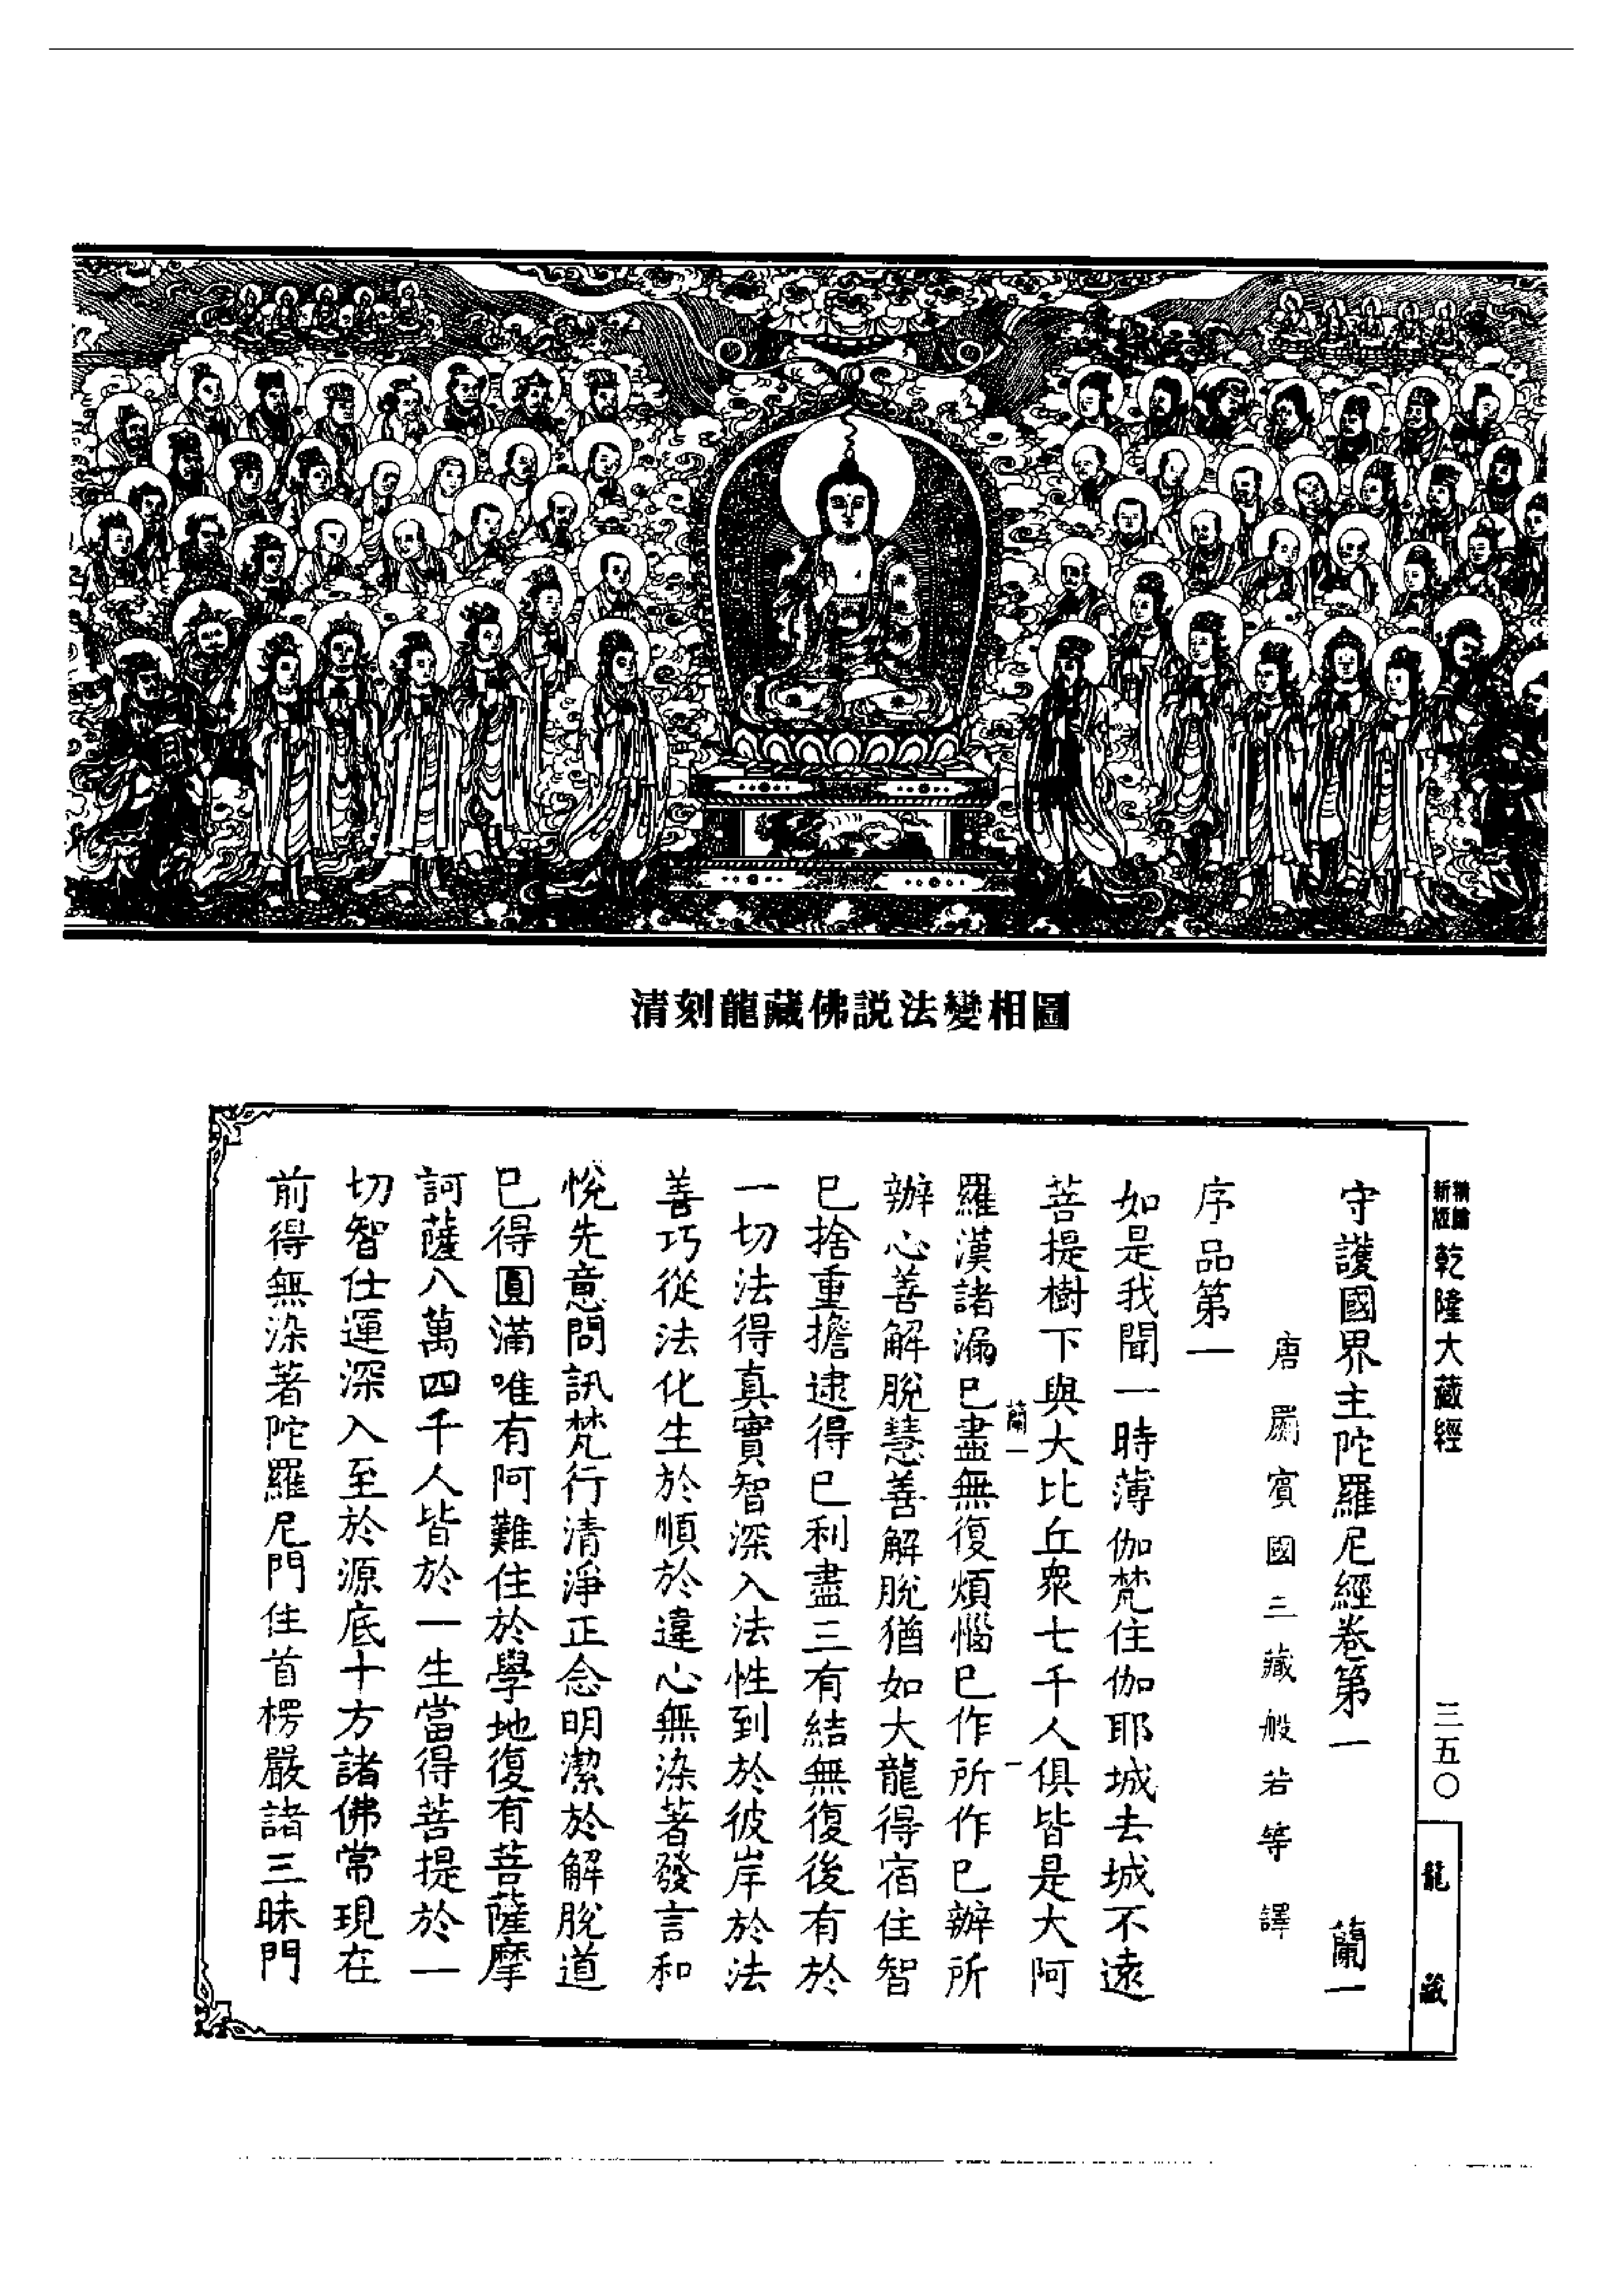 清刻龍藏佛説法變相圖
新版
精縮
乾隆大藏經
三五〇
龍藏
守護國界主陀羅尼經卷第一
蘭一
唐罽賓國三藏般若等譯
序品第一
如是我聞一時薄伽梵住伽耶城去城不遠
菩提樹下與大比丘眾七千人俱皆是大阿
蘭一
一
羅漢諸漏已盡無復煩惱已作所作已辦所
辦心善解脫慧善解脫猶如大龍得宿住智
已捨重擔逮得已利盡三有結無復後有於
一切法得真實智深入法性到於彼岸於法
善巧從法化生於順於違心無染著發言和
悅先意問訊梵行清淨正念明潔於解脫道
已得圓滿唯有阿難住於學地復有菩薩摩
訶薩八萬四千人皆於一生當得菩提於一
切智仕運深入至於源底十方諸佛常現在
前得無染著陀羅尼門住首楞嚴諸三昧門